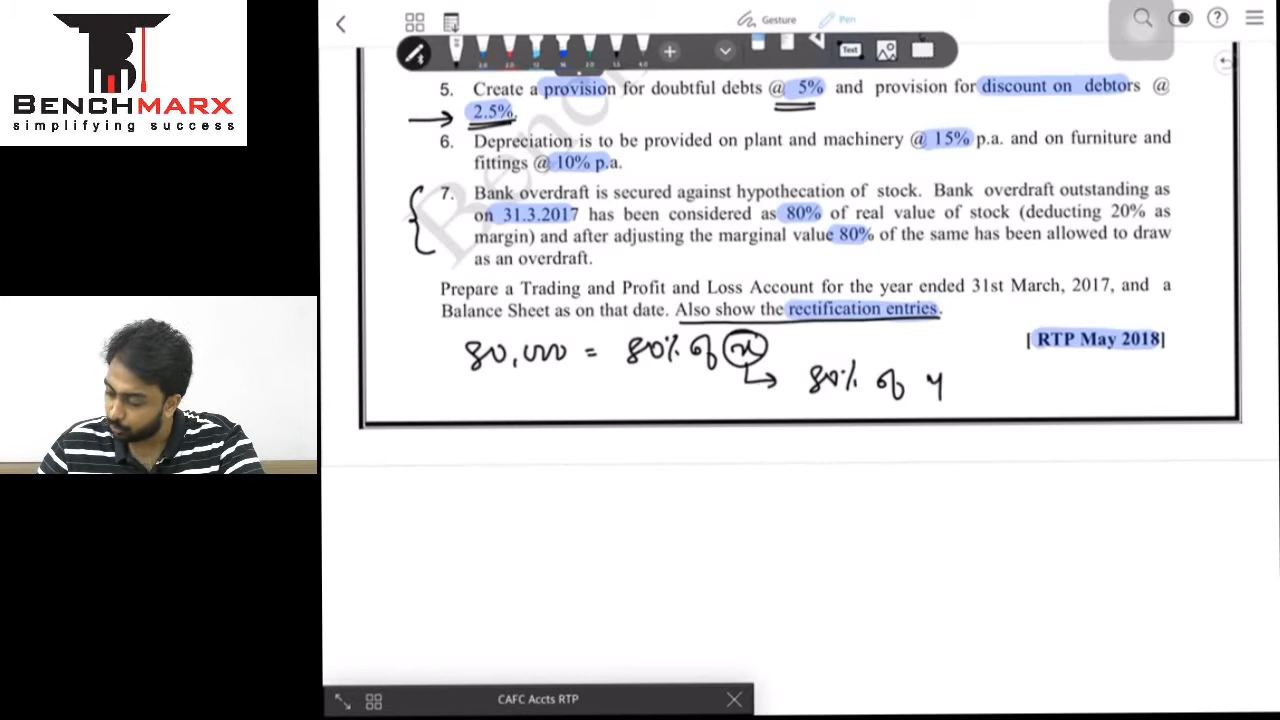 BENCHMARX
simplifying success
Gesture
Pen
Text
5. Create a provision for doubtful debts @ 5% and provision for discount on debtors @
2.5%.
6. Depreciation is to be provided on plant and machinery @ 15% p.a. and on furniture and
fittings @ 10% p.a.
7. Bank overdraft is secured against hypothecation of stock. Bank overdraft outstanding as
on 31.3.2017 has been considered as 80% of real value of stock (deducting 20% as
margin) and after adjusting the marginal value 80% of the same has been allowed to draw
as an overdraft.
Prepare a Trading and Profit and Loss Account for the year ended 31st March, 2017, and a
Balance Sheet as on that date. Also show the rectification entries.
[RTP May 2018]
80,000 = 80% of x
80% of y
CAFC Accts RTP